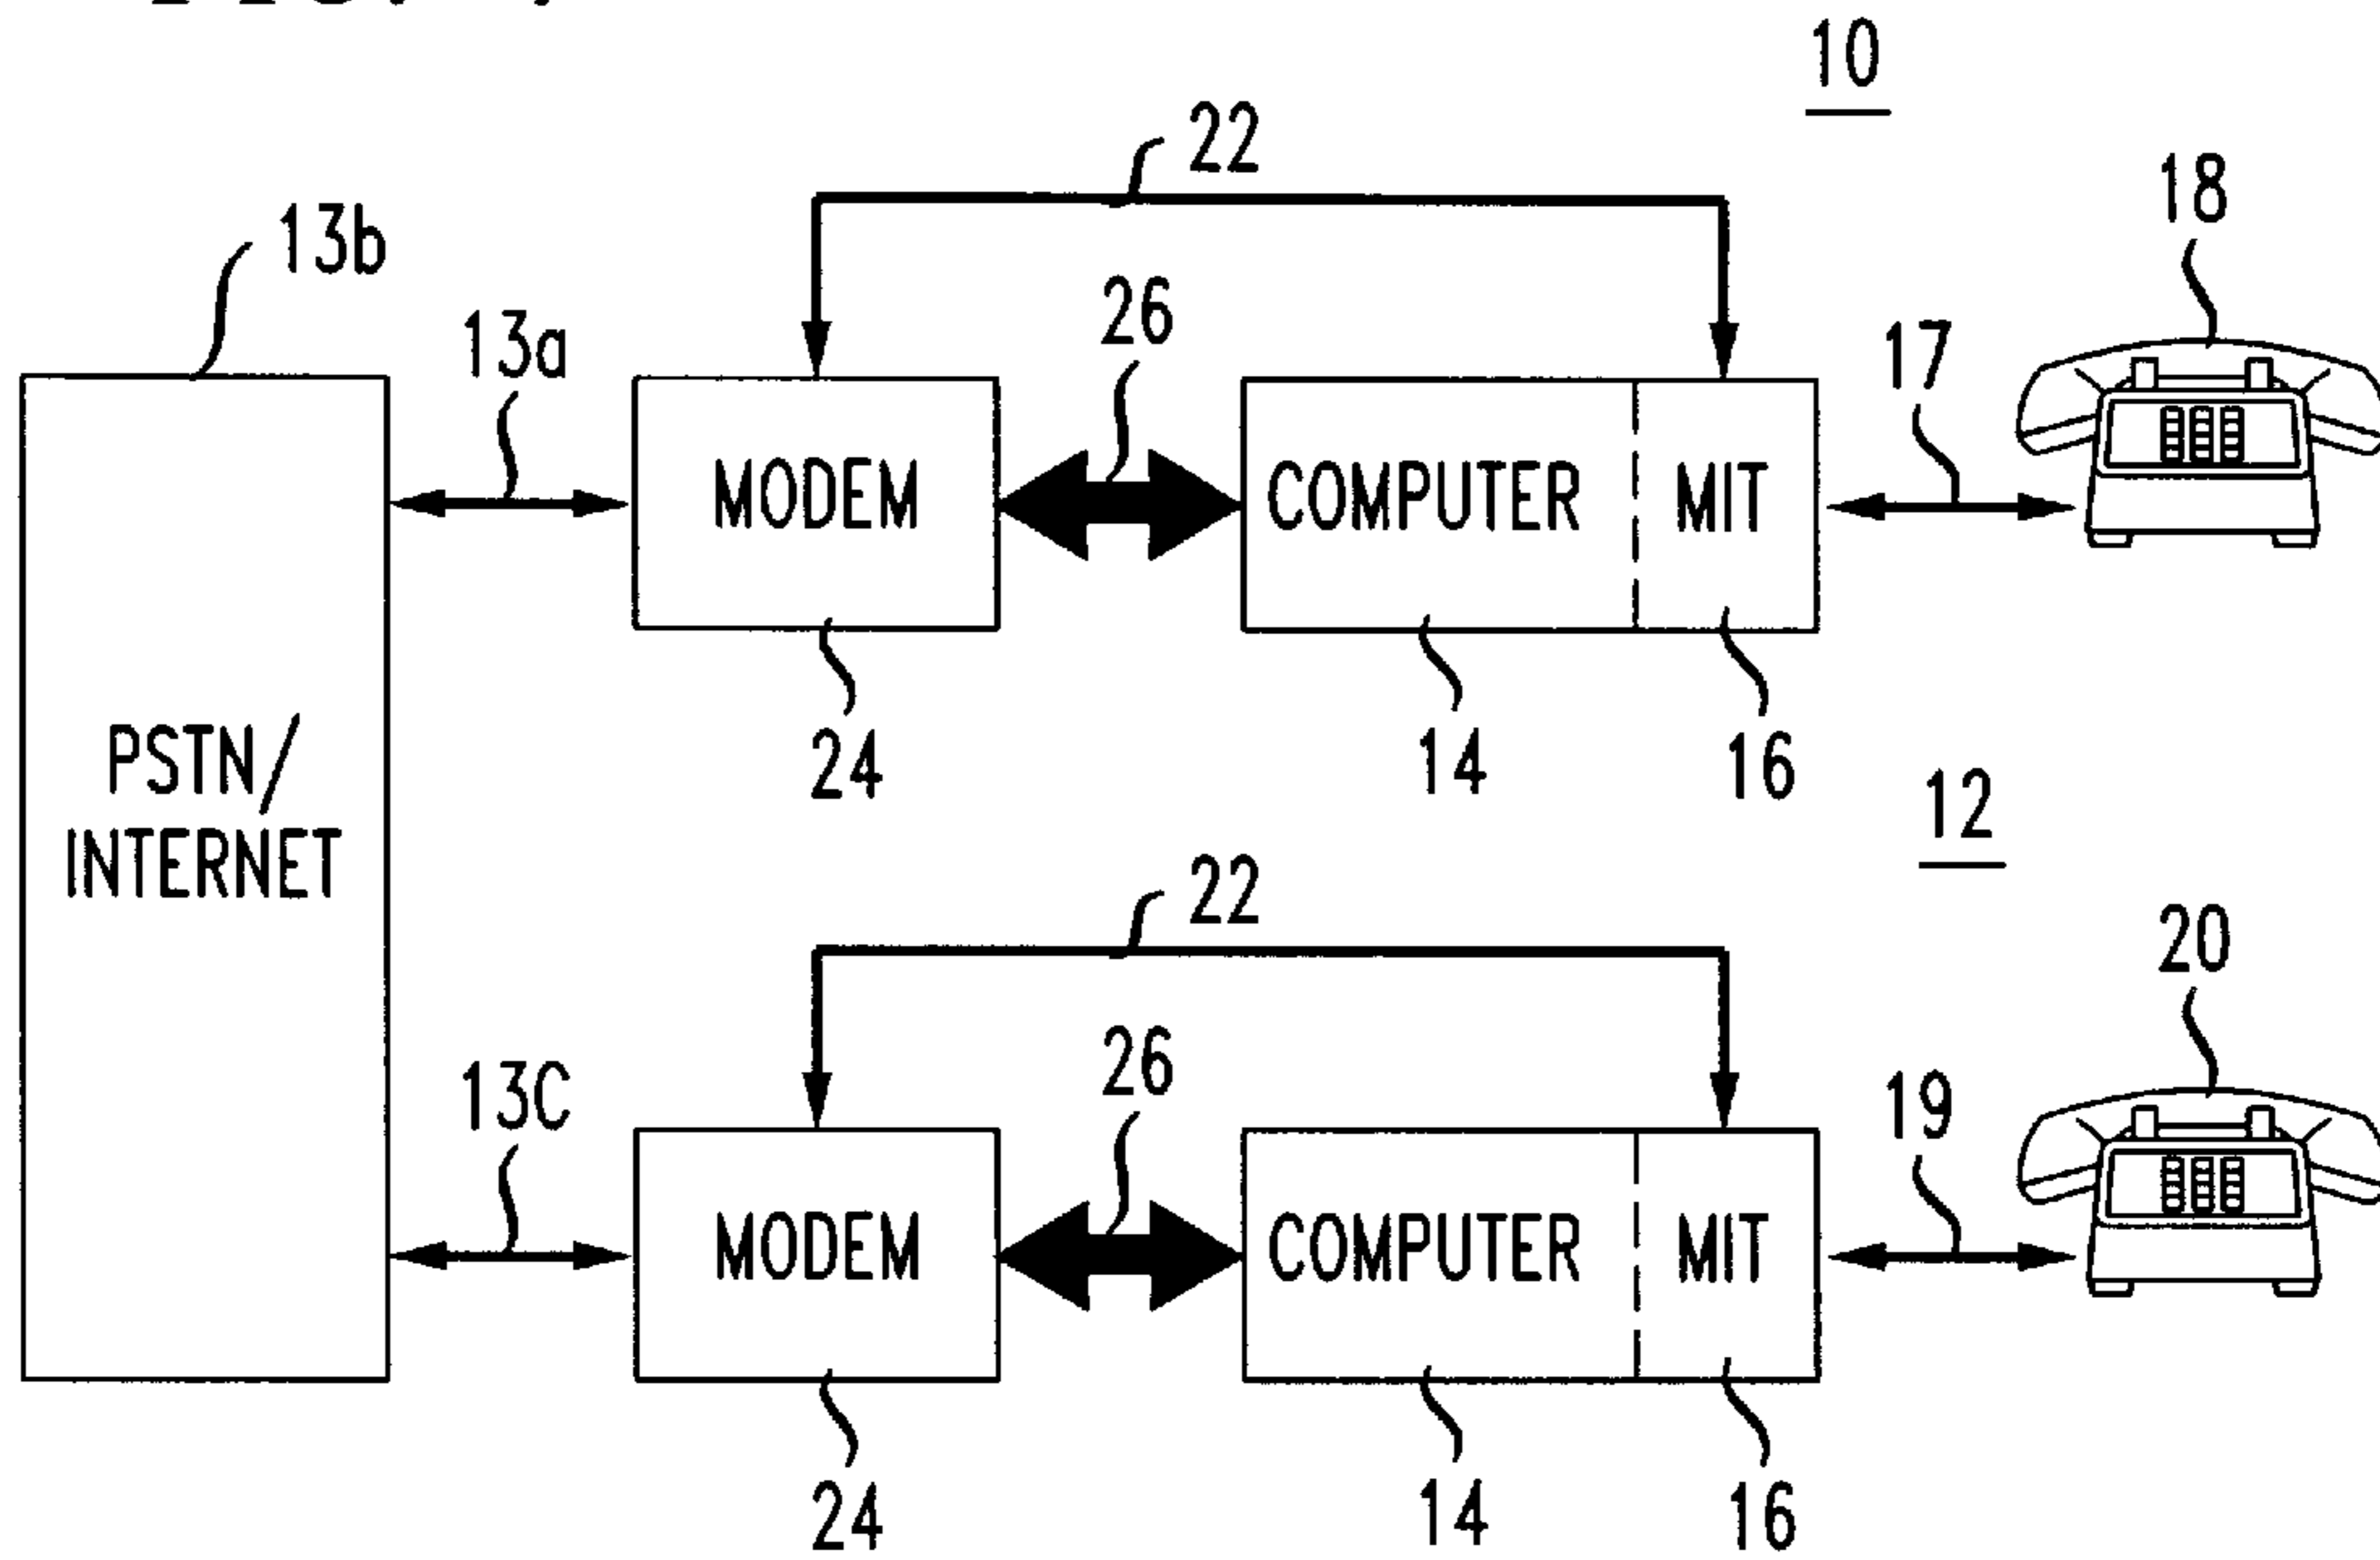 10
22
18
13b
26
13a
17
MODEM
COMPUTER
MIT
24
14
16
PSTN/
INTERNET
12
22
20
26
13C
19
MODEM
COMPUTER
MIT
24
14
16